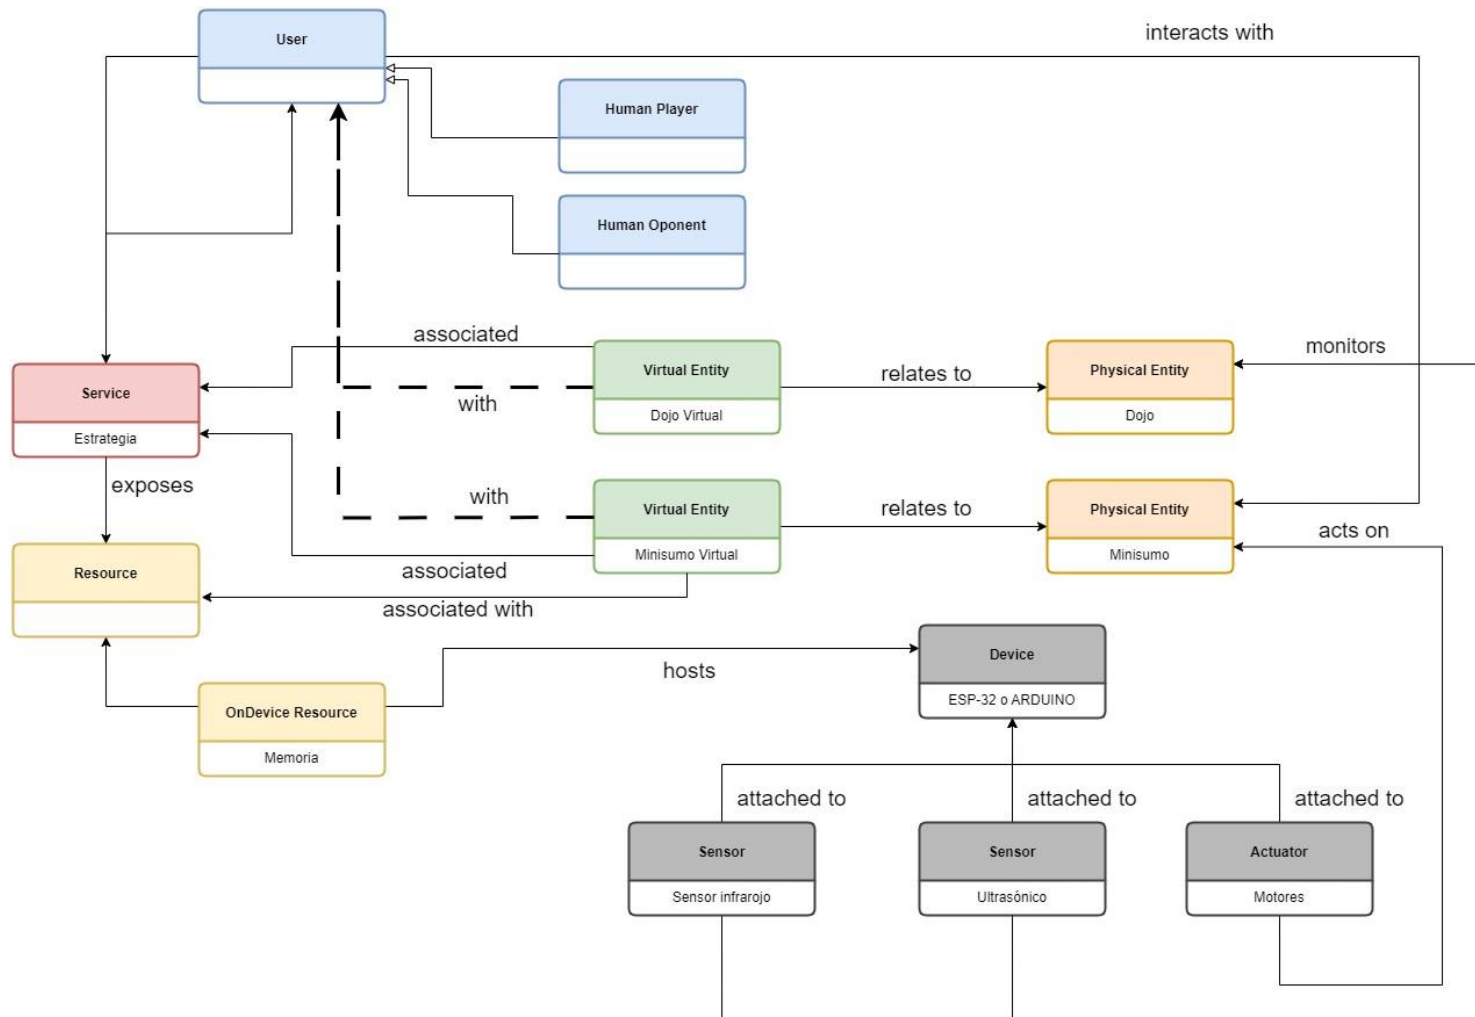 User
interacts with
Human Player
Human Oponent
associated
monitors
Virtual Entity
Dojo Virtual
relates to
Physical Entity
Dojo
Service
Estrategia
with
exposes
with
Virtual Entity
Minisumo Virtual
relates to
Physical Entity
Minisumo
acts on
Resource
associated
associated with
hosts
Device
ESP-32 o ARDUINO
OnDevice Resource
Memoria
attached to
attached to
attached to
Sensor
Sensor infrarojo
Sensor
Ultrasónico
Actuator
Motores